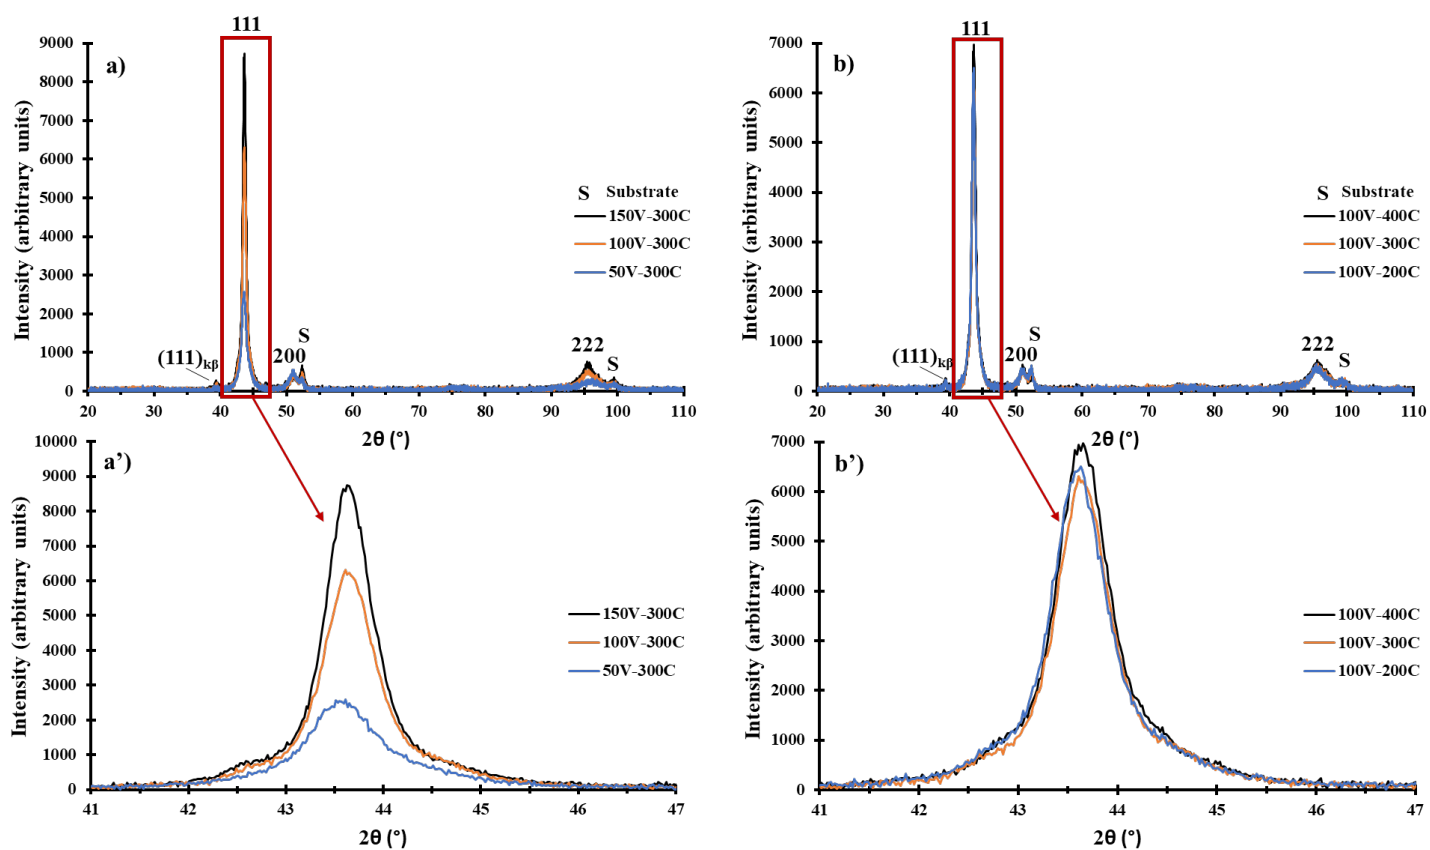 111
a)
9000
8000
7000
6000
5000
4000
3000
2000
1000
0
Intensity (arbitrary units)
S Substrate
150V-300C
100V-300C
50V-300C
(111)kβ
200
S
222
S
20 30 40 50 60 70 80 90 100 110
2θ (°)
111
b)
7000
6000
5000
4000
3000
2000
1000
0
Intensity (arbitrary units)
S Substrate
100V-400C
100V-300C
100V-200C
(111)kβ
200
S
222
S
20 30 40 50 60 70 80 90 100 110
2θ (°)
a’)
10000
9000
8000
7000
6000
5000
4000
3000
2000
1000
0
Intensity (arbitrary units)
150V-300C
100V-300C
50V-300C
41 42 43 44 45 46 47
2θ (°)
b’)
7000
6000
5000
4000
3000
2000
1000
0
Intensity (arbitrary units)
100V-400C
100V-300C
100V-200C
41 42 43 44 45 46 47
2θ (°)